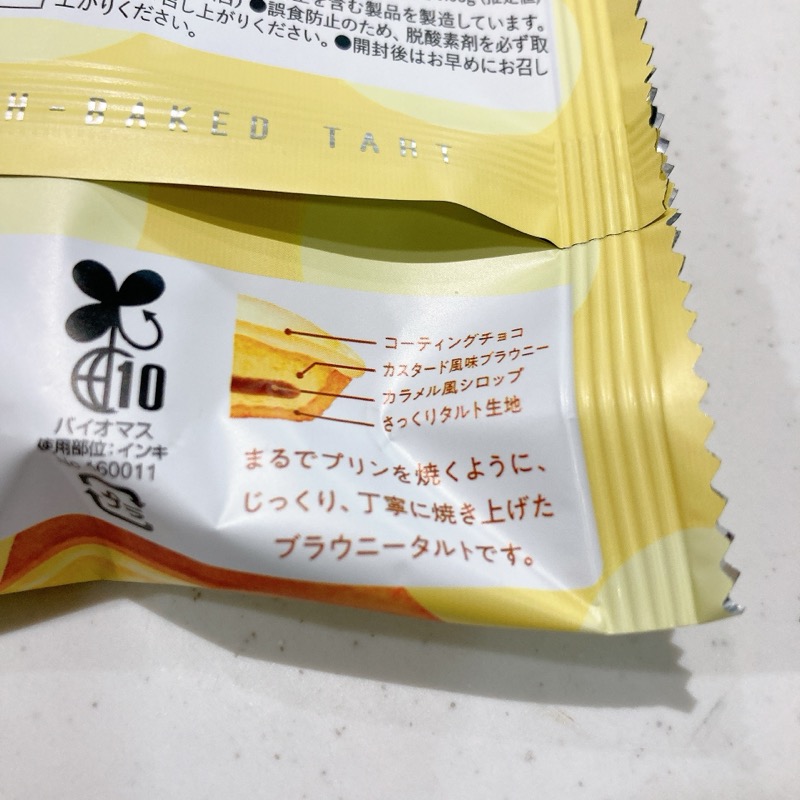 を含む製品を製造しています。
上がりください。
召し上がりください。●誤食防止のため、脱酸素剤を必ず取
●開封後はお早めにお召し
H-BAKED TART
コーティングチョコ
カスタード風味ブラウニー
カラメル風シロップ
さっくりタルト生地
10
バイオマス
使用部位:インキ
60011
プラ
まるでプリンを焼くように、
じっくり、丁寧に焼き上げた
ブラウニータルトです。